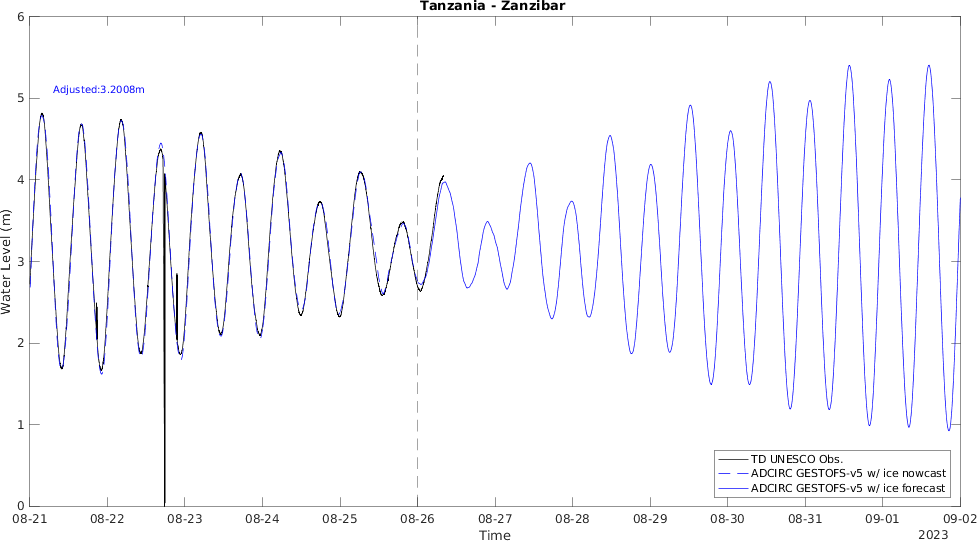 Tanzania - Zanzibar
6
Adjusted:3.2008m
5
4
3
2
1
0
Water Level (m)
TD UNESCO Obs.
ADCIRC GESTOFS-v5 w/ ice nowcast
ADCIRC GESTOFS-v5 w/ ice forecast
08-21 08-22 08-23 08-24 08-25 08-26 08-27 08-28 08-29 08-30 08-31 09-01 09-02
Time
2023